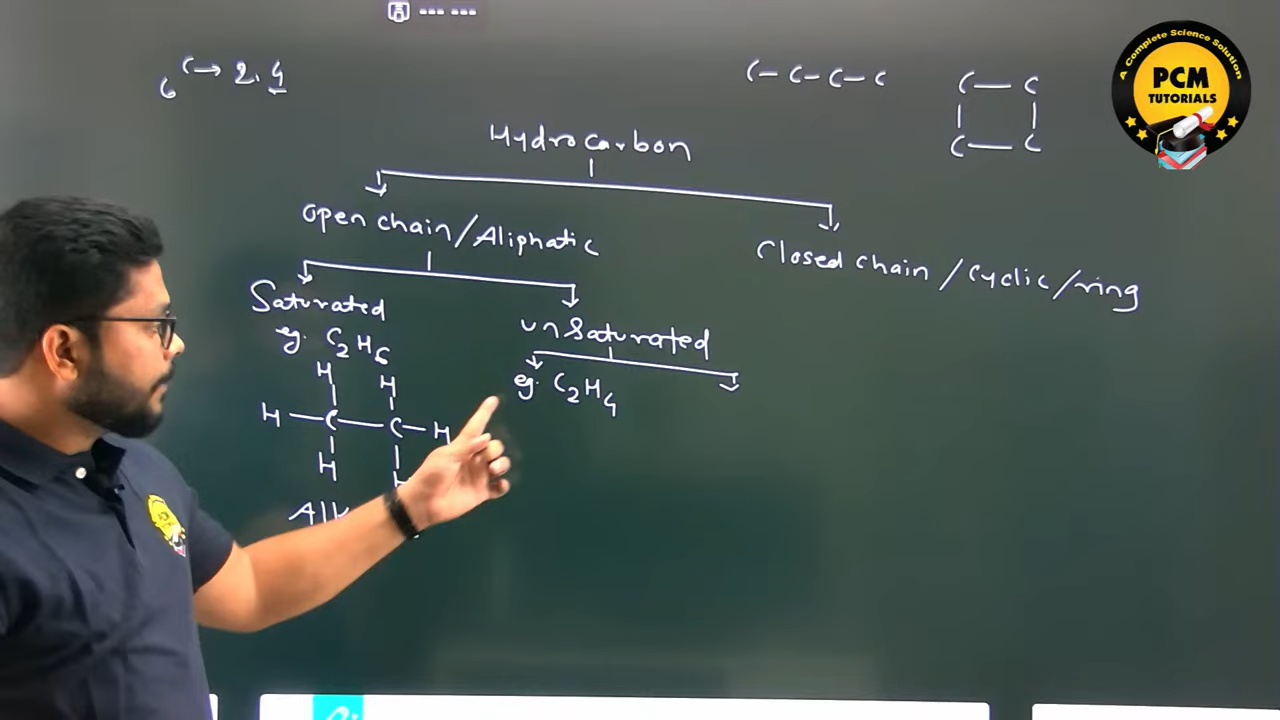 6C → 2, 4
C – C – C – C
C — C
C — C
A Complete Science Solution
PCM
TUTORIALS
Hydrocarbon
Open chain/Aliphatic
Closed chain/Cyclic/ring
Saturated
unsaturated
eg. C2H6
eg. C2H4
H H
H — C — C — H
H H
Alk